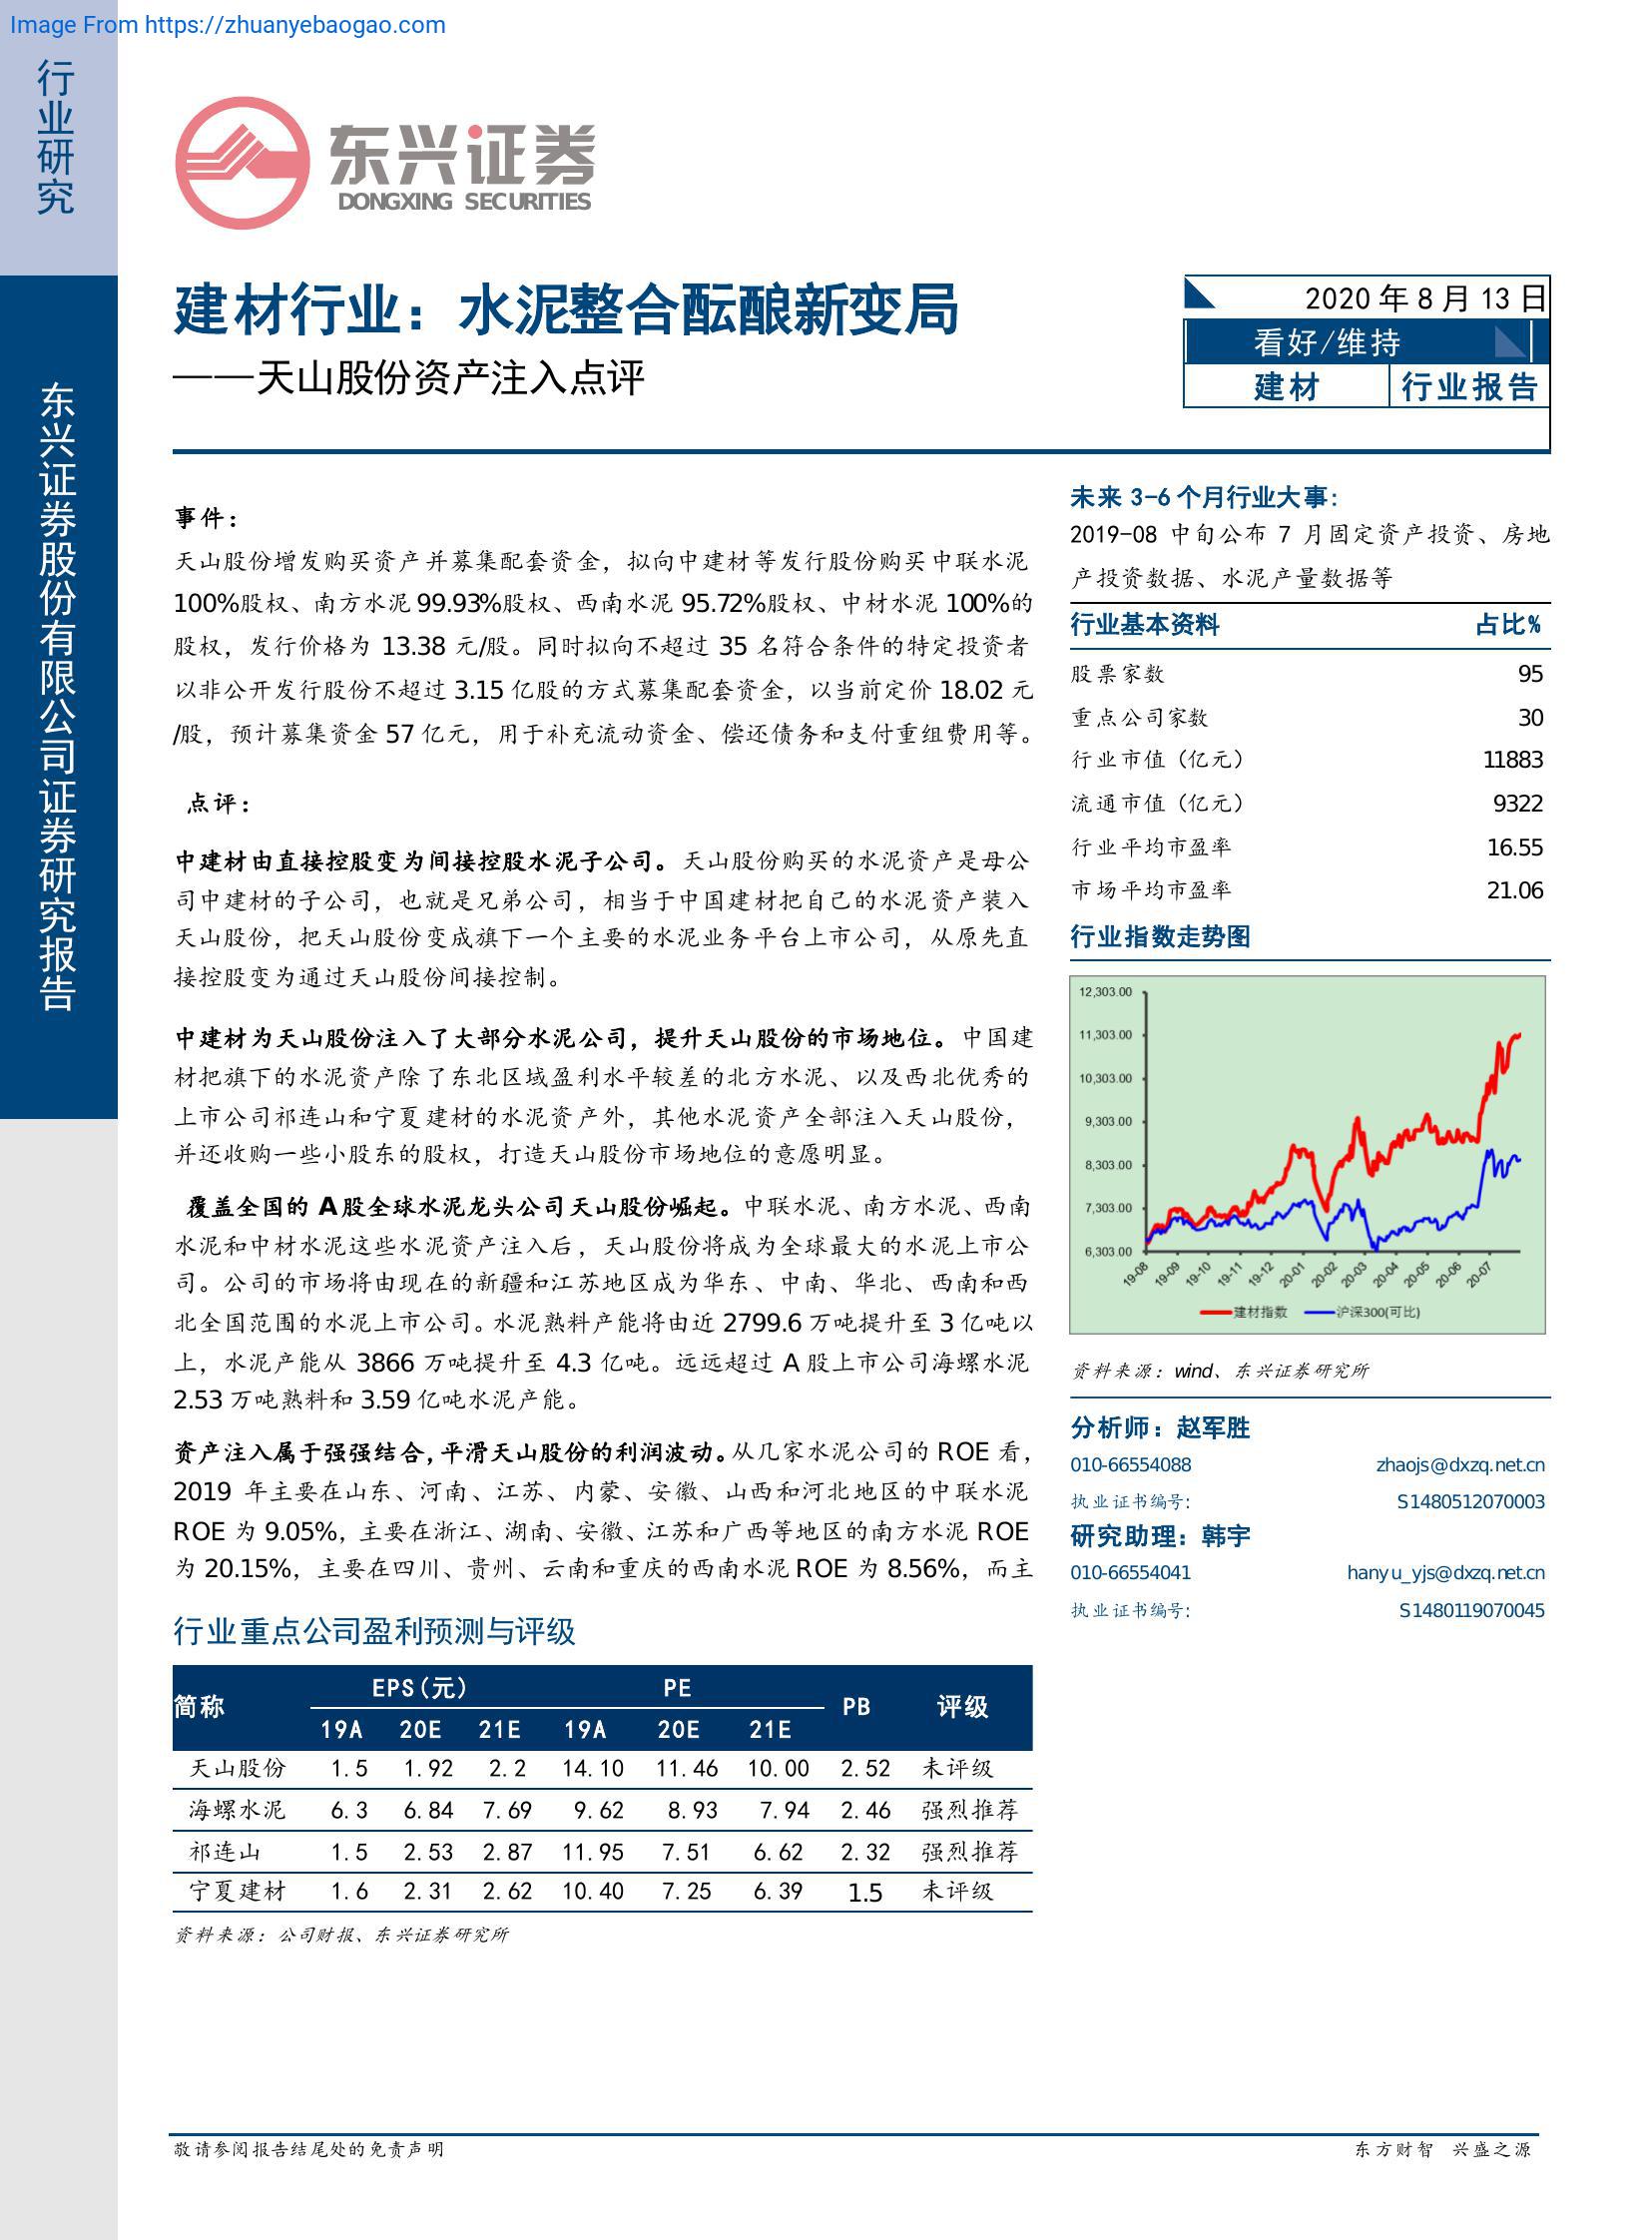 Image From https://zhuanyebaogao.com
行业研究
东兴证券股份有限公司证券研究报告
东兴证券
DONGXING SECURITIES
建材行业：水泥整合酝酿新变局
——天山股份资产注入点评
2020 年 8 月 13 日
看好/维持
建材 行业报告
事件：
天山股份增发购买资产并募集配套资金，拟向中建材等发行股份购买中联水泥
100%股权、南方水泥 99.93%股权、西南水泥 95.72%股权、中材水泥 100%的
股权，发行价格为 13.38 元/股。同时拟向不超过 35 名符合条件的特定投资者
以非公开发行股份不超过 3.15 亿股的方式募集配套资金，以当前定价 18.02 元
/股，预计募集资金 57 亿元，用于补充流动资金、偿还债务和支付重组费用等。
点评：
中建材由直接控股变为间接控股水泥子公司。天山股份购买的水泥资产是母公
司中建材的子公司，也就是兄弟公司，相当于中国建材把自己的水泥资产装入
天山股份，把天山股份变成旗下一个主要的水泥业务平台上市公司，从原先直
接控股变为通过天山股份间接控制。
中建材为天山股份注入了大部分水泥公司，提升天山股份的市场地位。中国建
材把旗下的水泥资产除了东北区域盈利水平较差的北方水泥、以及西北优秀的
上市公司祁连山和宁夏建材的水泥资产外，其他水泥资产全部注入天山股份，
并还收购一些小股东的股权，打造天山股份市场地位的意愿明显。
覆盖全国的 A 股全球水泥龙头公司天山股份崛起。中联水泥、南方水泥、西南
水泥和中材水泥这些水泥资产注入后，天山股份将成为全球最大的水泥上市公
司。公司的市场将由现在的新疆和江苏地区成为华东、中南、华北、西南和西
北全国范围的水泥上市公司。水泥熟料产能将由近 2799.6 万吨提升至 3 亿吨以
上，水泥产能从 3866 万吨提升至 4.3 亿吨。远远超过 A 股上市公司海螺水泥
2.53 万吨熟料和 3.59 亿吨水泥产能。
资产注入属于强强结合，平滑天山股份的利润波动。从几家水泥公司的 ROE 看，
2019 年主要在山东、河南、江苏、内蒙、安徽、山西和河北地区的中联水泥
ROE 为 9.05%，主要在浙江、湖南、安徽、江苏和广西等地区的南方水泥 ROE
为 20.15%，主要在四川、贵州、云南和重庆的西南水泥 ROE 为 8.56%，而主
行业重点公司盈利预测与评级
简称 EPS(元) PE PB 评级
19A 20E 21E 19A 20E 21E
天山股份 1.5 1.92 2.2 14.10 11.46 10.00 2.52 未评级
海螺水泥 6.3 6.84 7.69 9.62 8.93 7.94 2.46 强烈推荐
祁连山 1.5 2.53 2.87 11.95 7.51 6.62 2.32 强烈推荐
宁夏建材 1.6 2.31 2.62 10.40 7.25 6.39 1.5 未评级
资料来源：公司财报、东兴证券研究所
未来 3-6 个月行业大事：
2019-08 中旬公布 7 月固定资产投资、房地
产投资数据、水泥产量数据等
行业基本资料 占比%
股票家数 95
重点公司家数 30
行业市值（亿元） 11883
流通市值（亿元） 9322
行业平均市盈率 16.55
市场平均市盈率 21.06
行业指数走势图
12,303.00
11,303.00
10,303.00
9,303.00
8,303.00
7,303.00
6,303.00
19-08 19-09 19-10 19-11 19-12 20-01 20-02 20-03 20-04 20-05 20-06 20-07
建材指数 沪深300(可比)
资料来源：wind、东兴证券研究所
分析师：赵军胜
010-66554088 zhaojs@dxzq.net.cn
执业证书编号: S1480512070003
研究助理：韩宇
010-66554041 hanyu_yjs@dxzq.net.cn
执业证书编号: S1480119070045
敬请参阅报告结尾处的免责声明 东方财智 兴盛之源